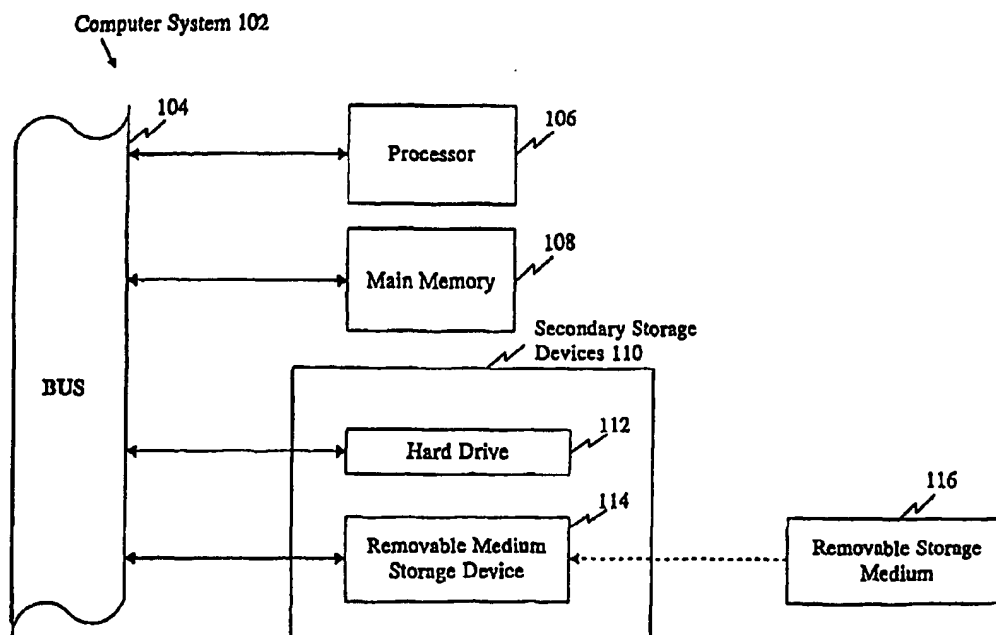 Computer System 102
104
106
Processor
108
Main Memory
Secondary Storage
Devices 110
BUS
112
Hard Drive
114
Removable Medium
Storage Device
116
Removable Storage
Medium